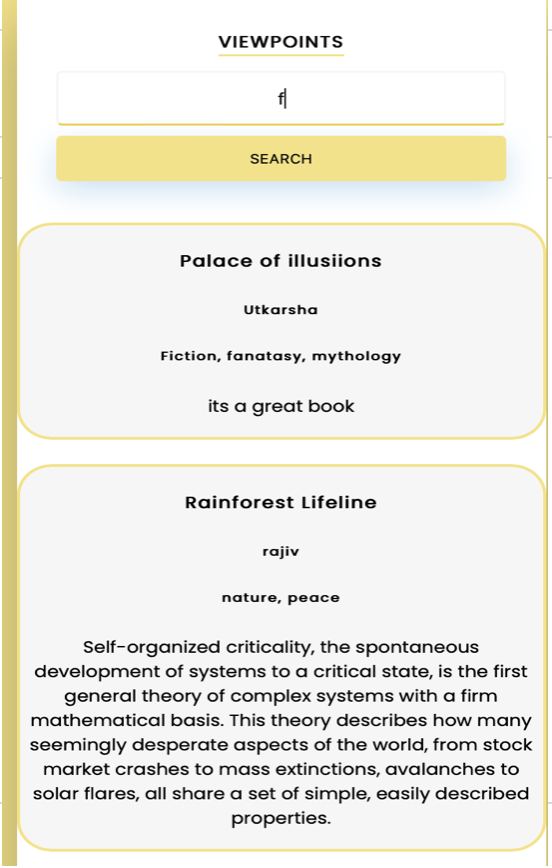 VIEWPOINTS
f
SEARCH
Palace of illusiions
Utkarsha
Fiction, fanatasy, mythology
its a great book
Rainforest Lifeline
rajiv
nature, peace
Self-organized criticality, the spontaneous
development of systems to a critical state, is the first
general theory of complex systems with a firm
mathematical basis. This theory describes how many
seemingly desperate aspects of the world, from stock
market crashes to mass extinctions, avalanches to
solar flares, all share a set of simple, easily described
properties.